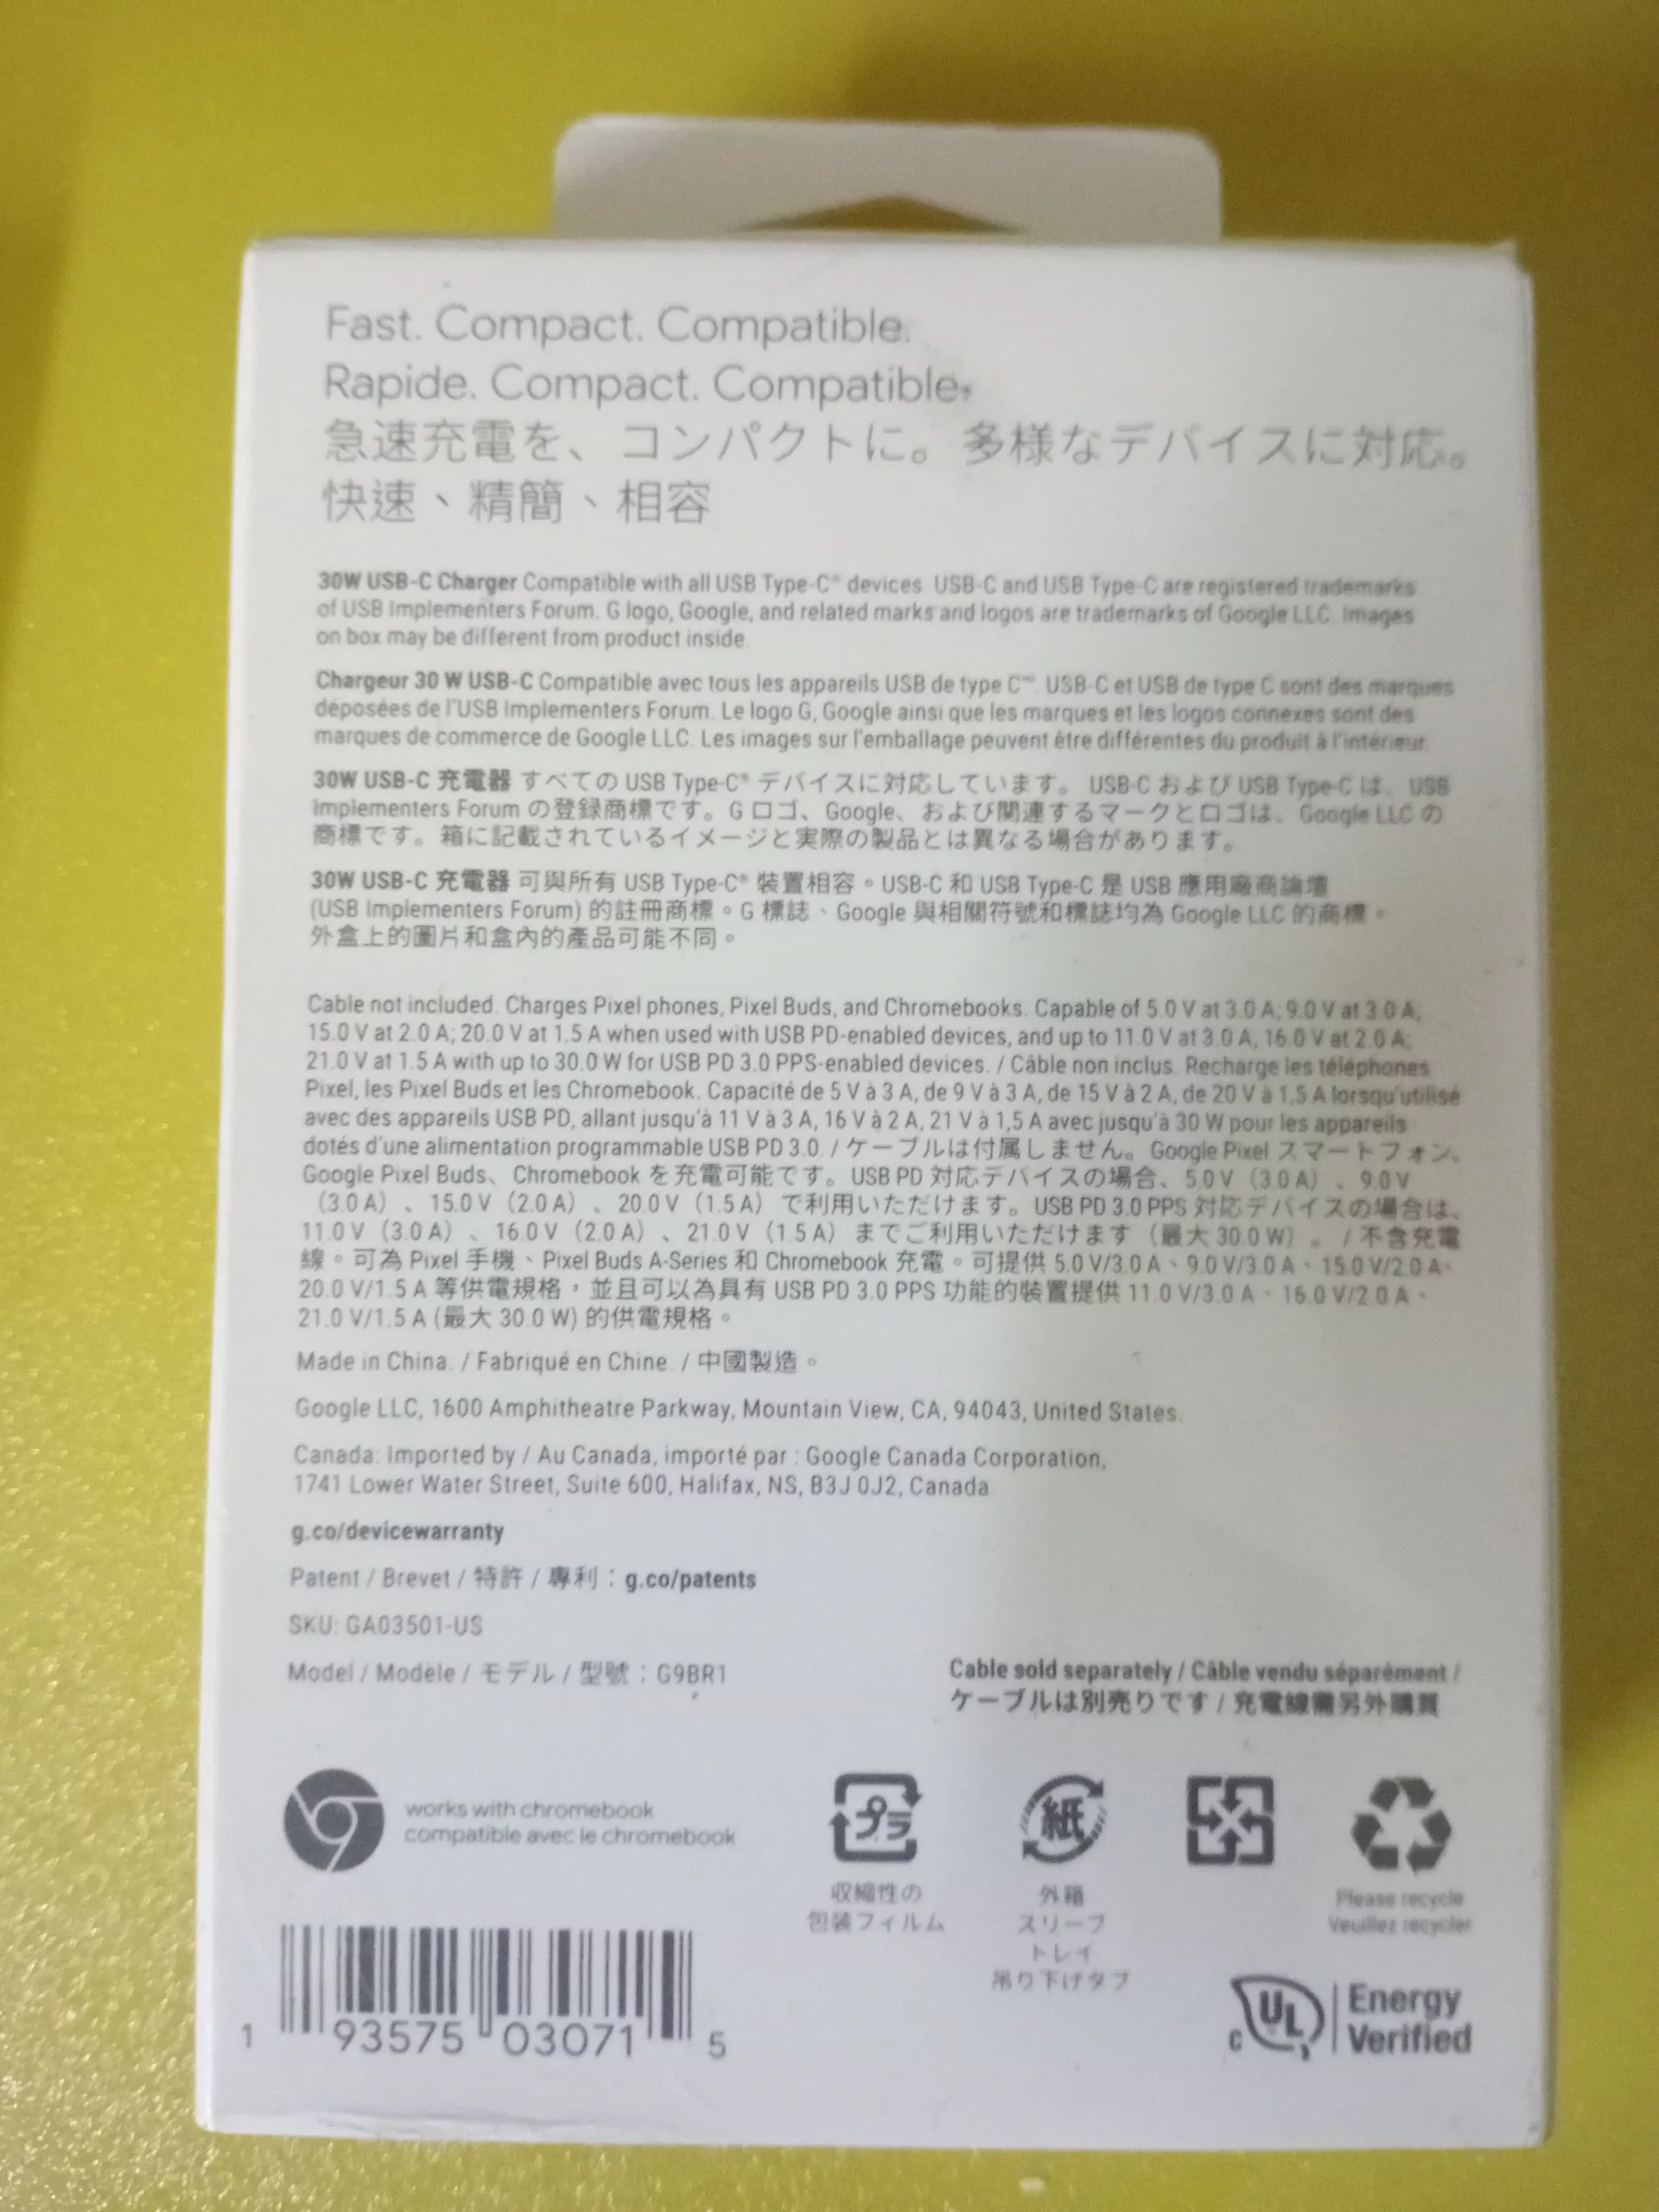 Fast. Compact. Compatible.
Rapide. Compact. Compatible.
急速充電を、コンパクトに。多様なデバイスに対応。
快速、精簡、相容
30W USB-C Charger Compatible with all USB Type-C® devices. USB-C and USB Type-C are registered trademarks
of USB Implementers Forum. G logo, Google, and related marks and logos are trademarks of Google LLC. Images
on box may be different from product inside.
Chargeur 30 W USB-C Compatible avec tous les appareils USB de type C
USB-C et USB de type C sont des marques
déposées de l'USB Implementers Forum. Le logo G, Google ainsi que les marques et les logos connexes sont des
marques de commerce de Google LLC. Les images sur l'emballage peuvent être différentes du produit à l'intérieur.
30W USB-C 充電器 すべての USB Type-C® デバイスに対応しています。 USB-C および USB Type-C は、USB
Implementers Forum の登録商標です。G ロゴ、Google、および関連するマークとロゴは、Google LLC の
商標です。箱に記載されているイメージと実際の製品とは異なる場合があります。
30W USB-C 充電器 可與所有 USB Type-C® 裝置相容。USB-C 和 USB Type-C 是 USB 應用廠商論壇
(USB Implementers Forum) 的註冊商標。G 標誌、Google 與相關符號和標誌均為 Google LLC 的商標。
外盒上的圖片和盒內的產品可能不同。
Cable not included. Charges Pixel phones, Pixel Buds, and Chromebooks. Capable of 5.0 V at 3.0 A; 9.0 V at 3.0 A,
15.0 V at 2.0 A; 20.0 V at 1.5 A when used with USB PD-enabled devices, and up to 11.0 V at 3.0 A, 16.0 V at 2.0 A,
21.0 V at 1.5 A with up to 30.0 W for USB PD 3.0 PPS-enabled devices. / Câble non inclus. Recharge les téléphones
Pixel, les Pixel Buds et les Chromebook. Capacité de 5 V à 3 A, de 9 V à 3 A, de 15 V à 2 A, de 20 V à 1,5 A lorsqu'utilisé
avec des appareils USB PD, allant jusqu'à 11 V à 3 A, 16 V à 2 A, 21 V à 1,5 A avec jusqu'à 30 W pour les appareils
dotés d'une alimentation programmable USB PD 3.0. / ケーブルは付属しません。Google Pixel スマートフォン、
Google Pixel Buds、Chromebook を充電可能です。USB PD 対応デバイスの場合、5.0 V（3.0 A）、9.0 V
（3.0 A）、15.0 V（2.0 A）、20.0 V（1.5 A）で利用いただけます。USB PD 3.0 PPS 対応デバイスの場合は、
11.0 V（3.0 A）、16.0 V（2.0 A）、21.0 V（1.5 A）までご利用いただけます（最大 30.0 W）。 / 不含充電
線。可為 Pixel 手機、Pixel Buds A-Series 和 Chromebook 充電。可提供 5.0 V/3.0 A、9.0 V/3.0 A、15.0 V/2.0 A、
20.0 V/1.5 A 等供電規格，並且可以為具有 USB PD 3.0 PPS 功能的裝置提供 11.0 V/3.0 A、16.0 V/2.0 A、
21.0 V/1.5 A (最大 30.0 W) 的供電規格。
Made in China. / Fabriqué en Chine. / 中國製造。
Google LLC, 1600 Amphitheatre Parkway, Mountain View, CA, 94043, United States.
Canada: Imported by / Au Canada, importé par : Google Canada Corporation,
1741 Lower Water Street, Suite 600, Halifax, NS, B3J 0J2, Canada
g.co/devicewarranty
Patent / Brevet / 特許 / 專利：g.co/patents
SKU: GA03501-US
Model / Modèle / モデル / 型號：G9BR1
Cable sold separately / Câble vendu séparément /
ケーブルは別売りです / 充電線需另外購買
works with chromebook
compatible avec le chromebook
プラ
収縮性の
包装フィルム
紙
外箱
スリーブ
トレイ
吊り下げタブ
Please recycle
Veuillez recycler
1 93575 03071 5
c UL
Energy
Verified